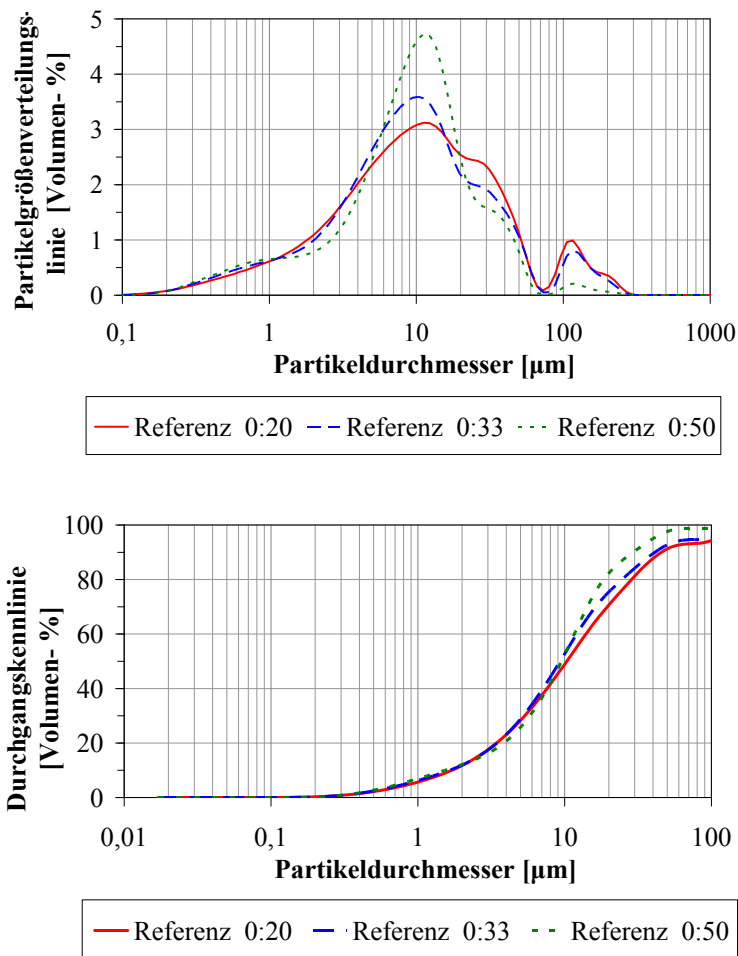 Partikelgrößenverteilungs-
linie [Volumen- %]
5
4
3
2
1
0
0,1 1 10 100 1000
Partikeldurchmesser [µm]
Referenz 0:20 Referenz 0:33 Referenz 0:50
Durchgangskennlinie
[Volumen- %]
100
80
60
40
20
0
0,01 0,1 1 10 100
Partikeldurchmesser [µm]
Referenz 0:20 Referenz 0:33 Referenz 0:50